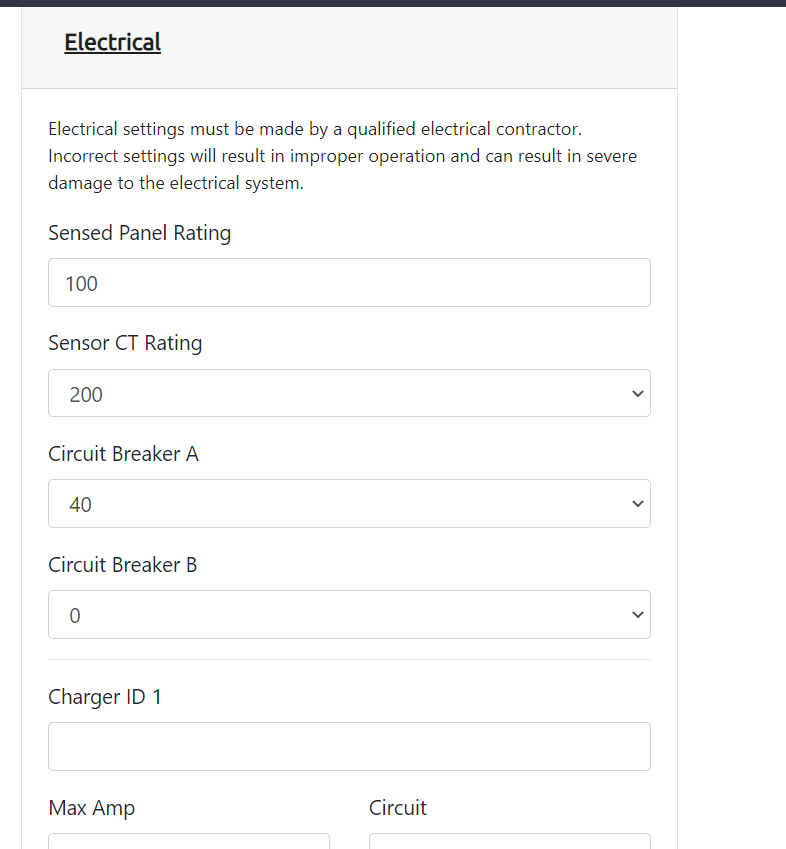 Electrical
Electrical settings must be made by a qualified electrical contractor.
Incorrect settings will result in improper operation and can result in severe
damage to the electrical system.
Sensed Panel Rating
100
Sensor CT Rating
200
Circuit Breaker A
40
Circuit Breaker B
0
Charger ID 1
Max Amp
Circuit